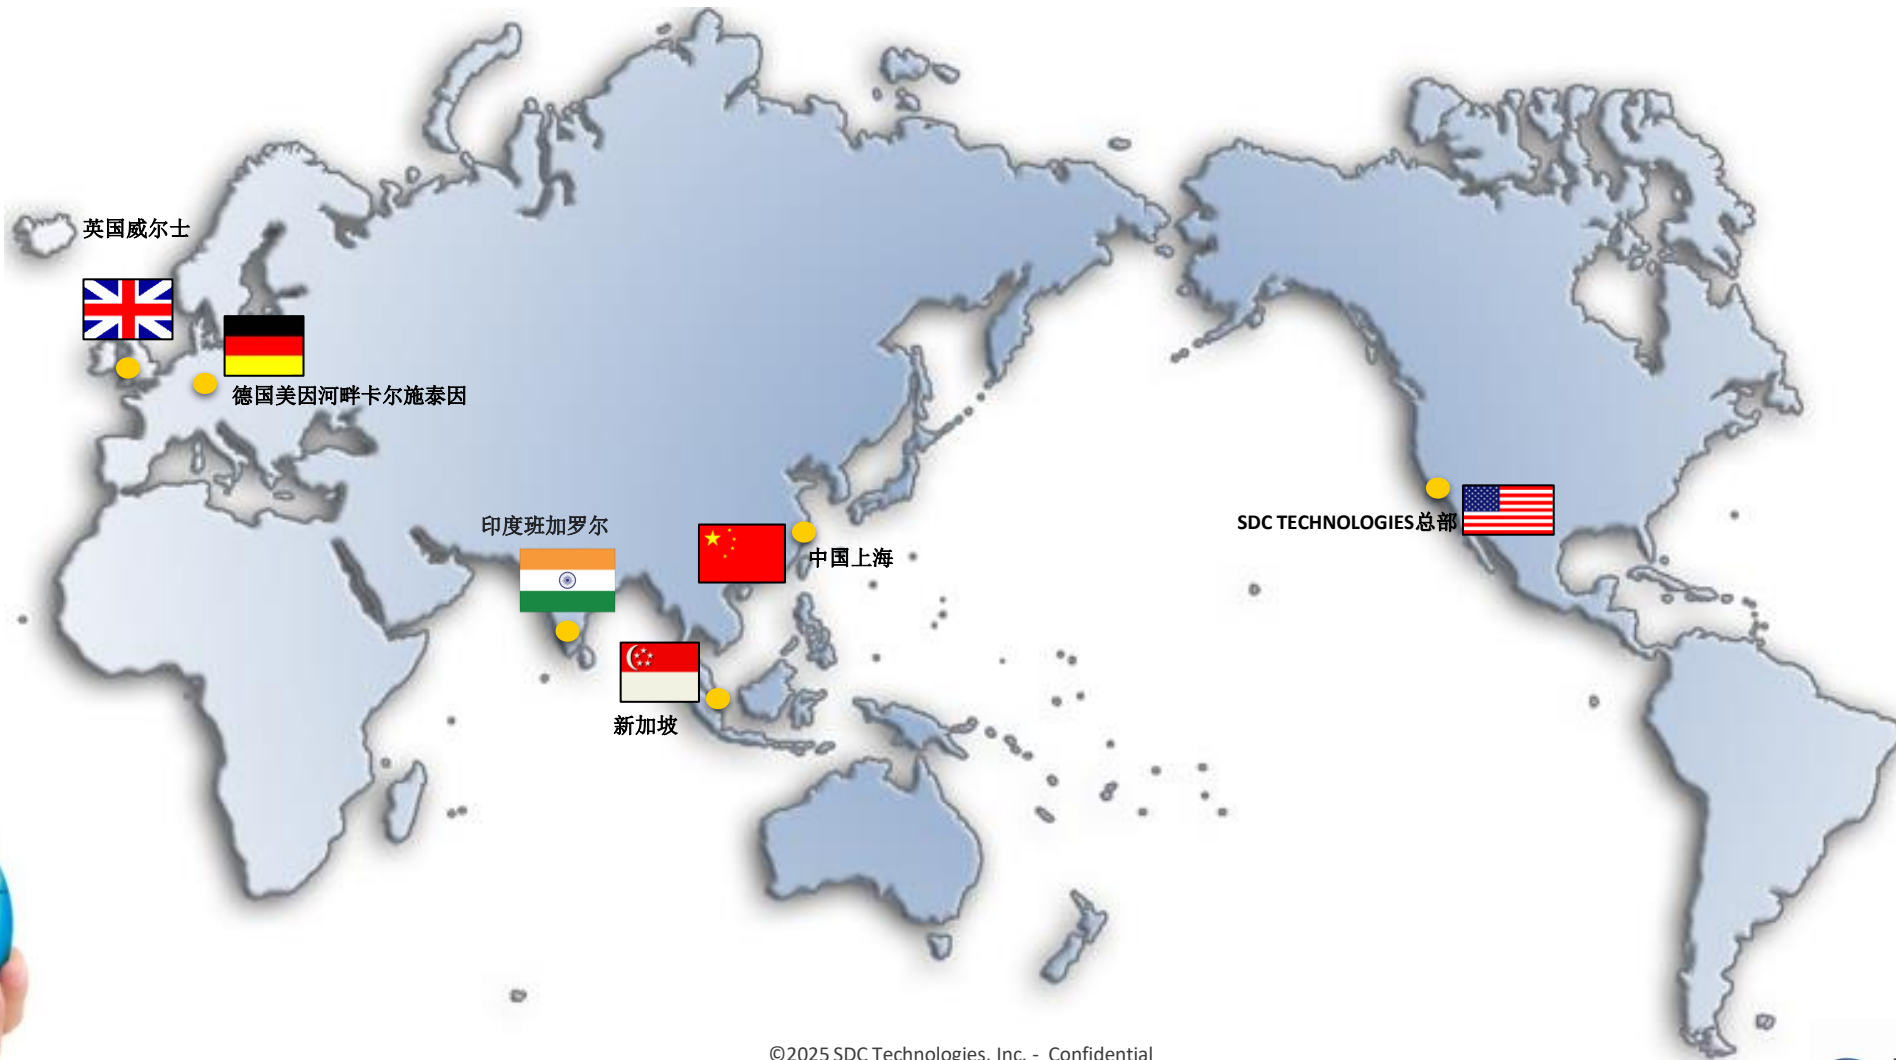 英国威尔士
德国美因河畔卡尔施泰因
印度班加罗尔
中国上海
SDC TECHNOLOGIES总部
新加坡
©2025 SDC Technologies, Inc. - Confidential